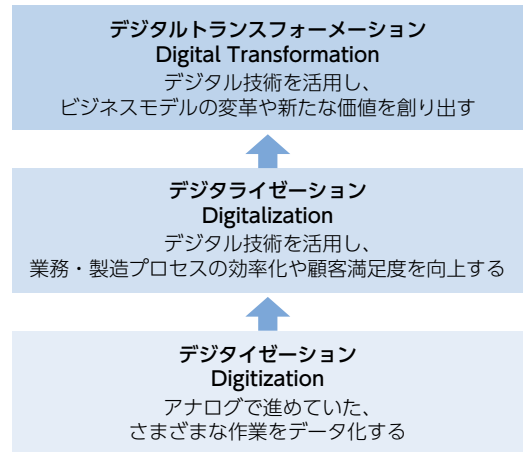 デジタルトランスフォーメーション
Digital Transformation
デジタル技術を活用し、
ビジネスモデルの変革や新たな価値を創り出す
デジタライゼーション
Digitalization
デジタル技術を活用し、
業務・製造プロセスの効率化や顧客満足度を向上する
デジタイゼーション
Digitization
アナログで進めていた、
さまざまな作業をデータ化する